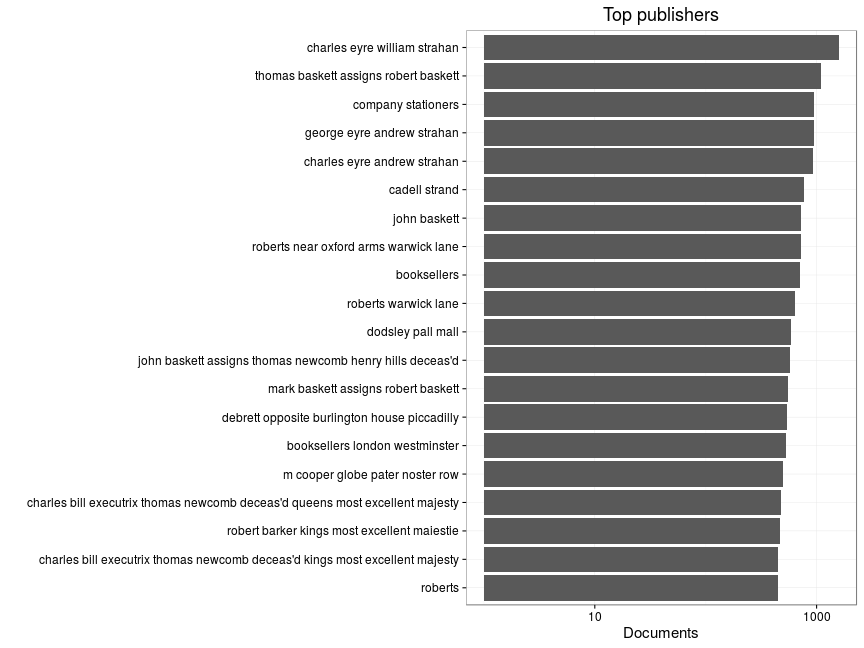 Top publishers
charles eyre william strahan
thomas baskett assigns robert baskett
company stationers
george eyre andrew strahan
charles eyre andrew strahan
cadell strand
john baskett
roberts near oxford arms warwick lane
booksellers
roberts warwick lane
dodsley pall mall
john baskett assigns thomas newcomb henry hills deceas'd
mark baskett assigns robert baskett
debrett opposite burlington house piccadilly
booksellers london westminster
m cooper globe pater noster row
charles bill executrix thomas newcomb deceas'd queens most excellent majesty
robert barker kings most excellent maiestie
charles bill executrix thomas newcomb deceas'd kings most excellent majesty
roberts
10 1000
Documents